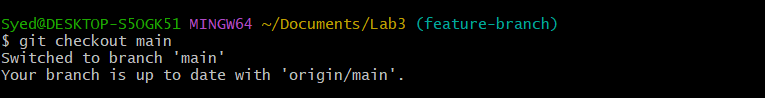 Syed@DESKTOP-S5OGK51 MINGW64 ~/Documents/Lab3 (feature-branch)
$ git checkout main
Switched to branch 'main'
Your branch is up to date with 'origin/main'.